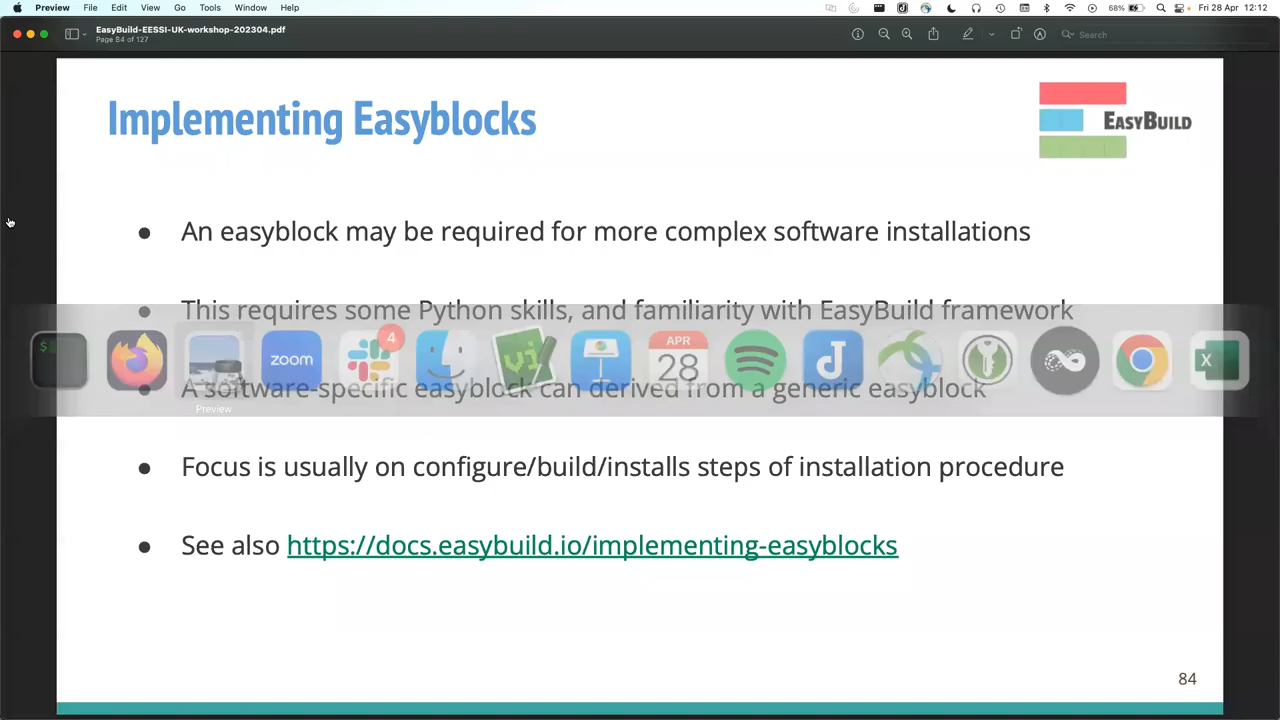 Preview File Edit View Go Tools Window Help 68% Fri 28 Apr 12:12
EasyBuild-EESSI-UK-workshop-202304.pdf
Page 84 of 127
Search
Implementing Easyblocks
EASYBUILD
● An easyblock may be required for more complex software installations
● This requires some Python skills, and familiarity with EasyBuild framework
$ zoom 4 vi APR 28 J X
● A software-specific easyblock can derived from a generic easyblock
Preview
● Focus is usually on configure/build/installs steps of installation procedure
● See also https://docs.easybuild.io/implementing-easyblocks
84